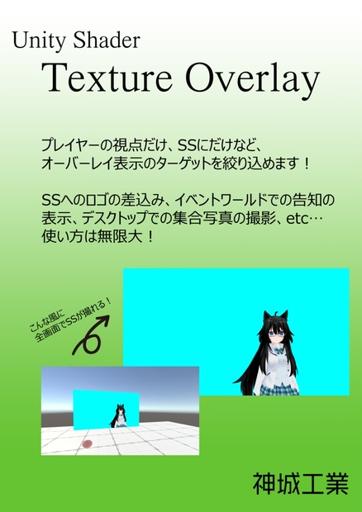 Unity Shader
Texture Overlay
プレイヤーの視点だけ、SSにだけなど、
オーバーレイ表示のターゲットを絞り込めます！
SSへのロゴの差込み、イベントワールドでの告知の
表示、デスクトップでの集合写真の撮影、etc…
使い方は無限大！
こんな風に
全画面でSSが撮れる！
神城工業